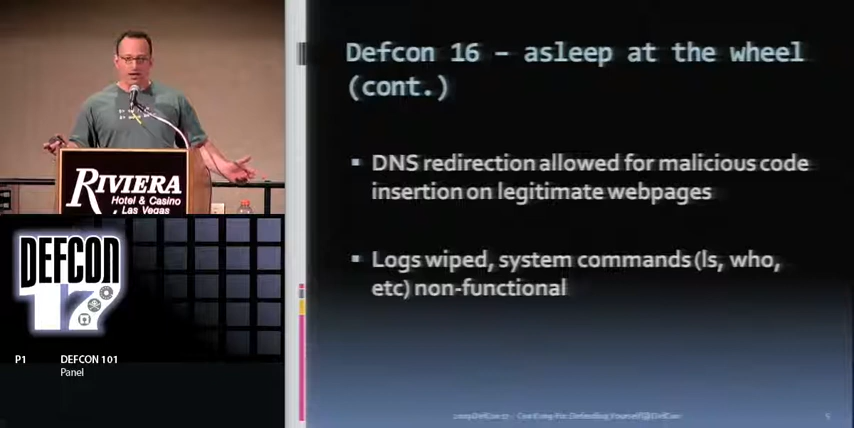 RIVIERA
Hotel & Casino
Las Vegas
DEFCON
17
P1 DEFCON 101
Panel
Defcon 16 – asleep at the wheel
(cont.)
▪ DNS redirection allowed for malicious code
insertion on legitimate webpages
▪ Logs wiped, system commands (ls, who,
etc) non-functional